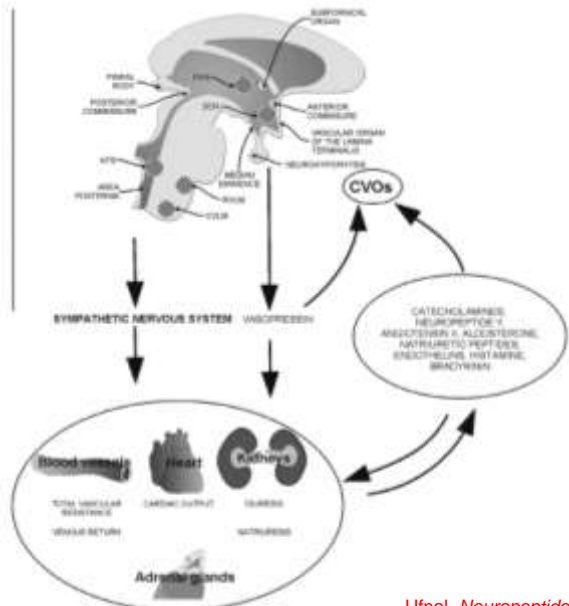 SUBFORNICAL
ORGAN
PINEAL
BODY
PVN
POSTERIOR
COMMISSURE
SCN
ANTERIOR
COMMISSURE
VASCULAR ORGAN
OF THE LAMINA
TERMINALIS
NEUROHYPOPHYSIS
MEDIAN
EMINENCE
NTS
AREA
POSTREMA
RVLM
CVLM
CVOs
SYMPATHETIC NERVOUS SYSTEM VASOPRESSIN
CATECHOLAMINES,
NEUROPEPTIDE Y,
ANGIOTENSIN II, ALDOSTERONE,
NATRIURETIC PEPTIDES,
ENDOTHELINS, HISTAMINE,
BRADYKININ
Blood vessels
Heart
Kidneys
TOTAL VASCULAR
RESISTANCE
CARDIAC OUTPUT
DIURESIS
VENOUS RETURN
NATRIURESIS
Adrenal glands
Ufnal, Neuropeptide